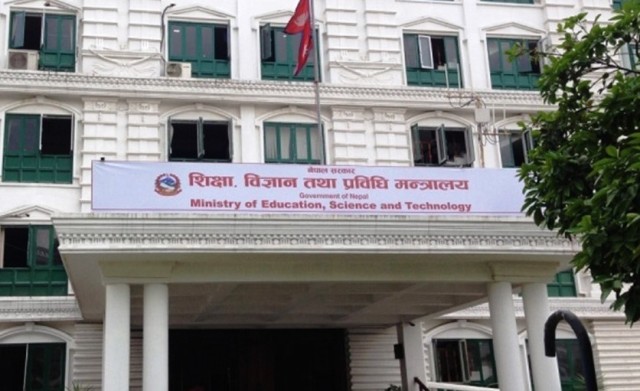 नेपाल सरकार
शिक्षा, विज्ञान तथा प्रविधि मन्त्रालय
Government of Nepal
Ministry of Education, Science and Technology